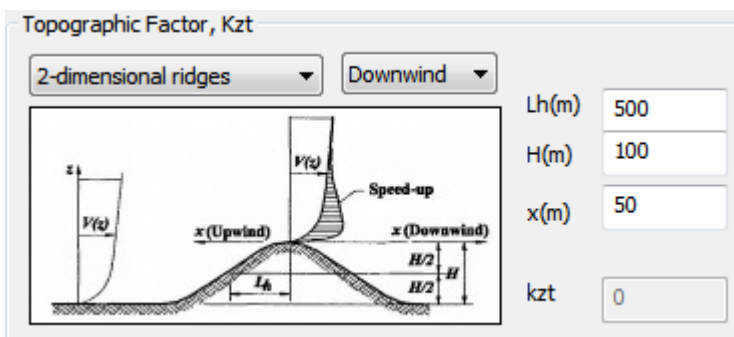 Topographic Factor, Kzt
2-dimensional ridges
Downwind
Lh(m)
500
H(m)
100
x(m)
50
kzt
0
z
V(z)
V(z)
Speed-up
x (Upwind)
x (Downwind)
H/2
H
Lh
H/2